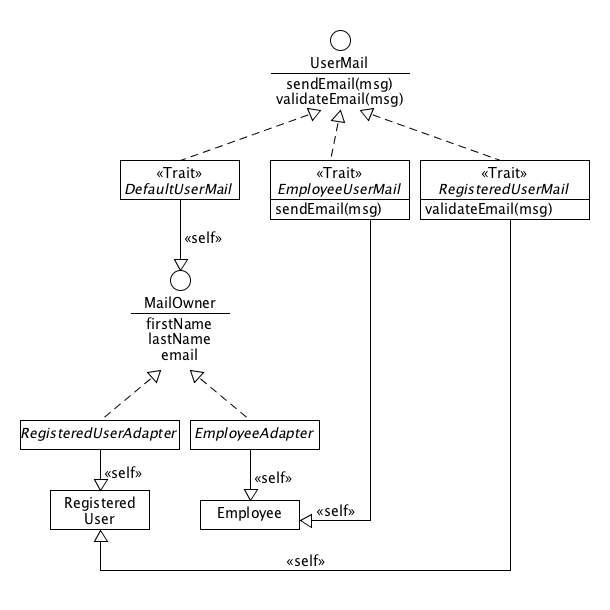 UserMail
sendEmail(msg)
validateEmail(msg)
«Trait»
DefaultUserMail
«Trait»
EmployeeUserMail
sendEmail(msg)
«Trait»
RegisteredUserMail
validateEmail(msg)
«self»
MailOwner
firstName
lastName
email
RegisteredUserAdapter
EmployeeAdapter
«self»
«self»
Registered
User
Employee
«self»
«self»